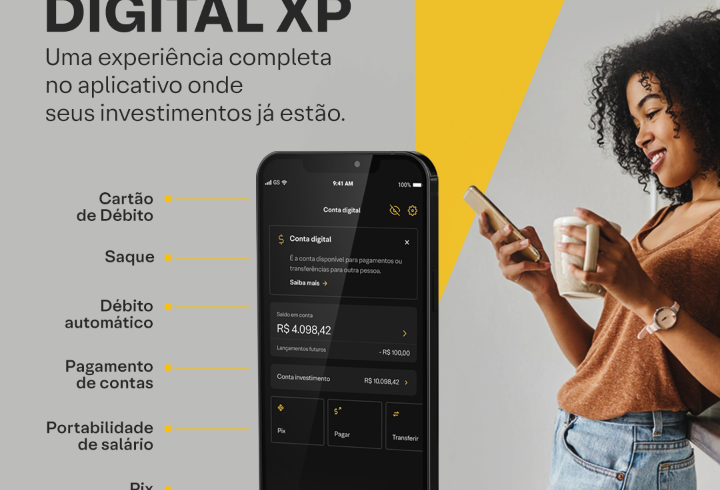 DIGITAL XP
Uma experiência completa
no aplicativo onde
seus investimentos já estão.
Cartão
de Débito
Saque
Débito
automático
Pagamento
de contas
Portabilidade
de salário
Pix
GS
9:41 AM
100%
Conta digital
Conta digital
É a conta disponível para pagamentos ou
transferências para outra pessoa.
Saiba mais →
Saldo em conta
R$ 4.098,42
Lançamentos futuros
- R$ 100,00
Conta investimento
R$ 10.098,42
Pix
Pagar
Transferir